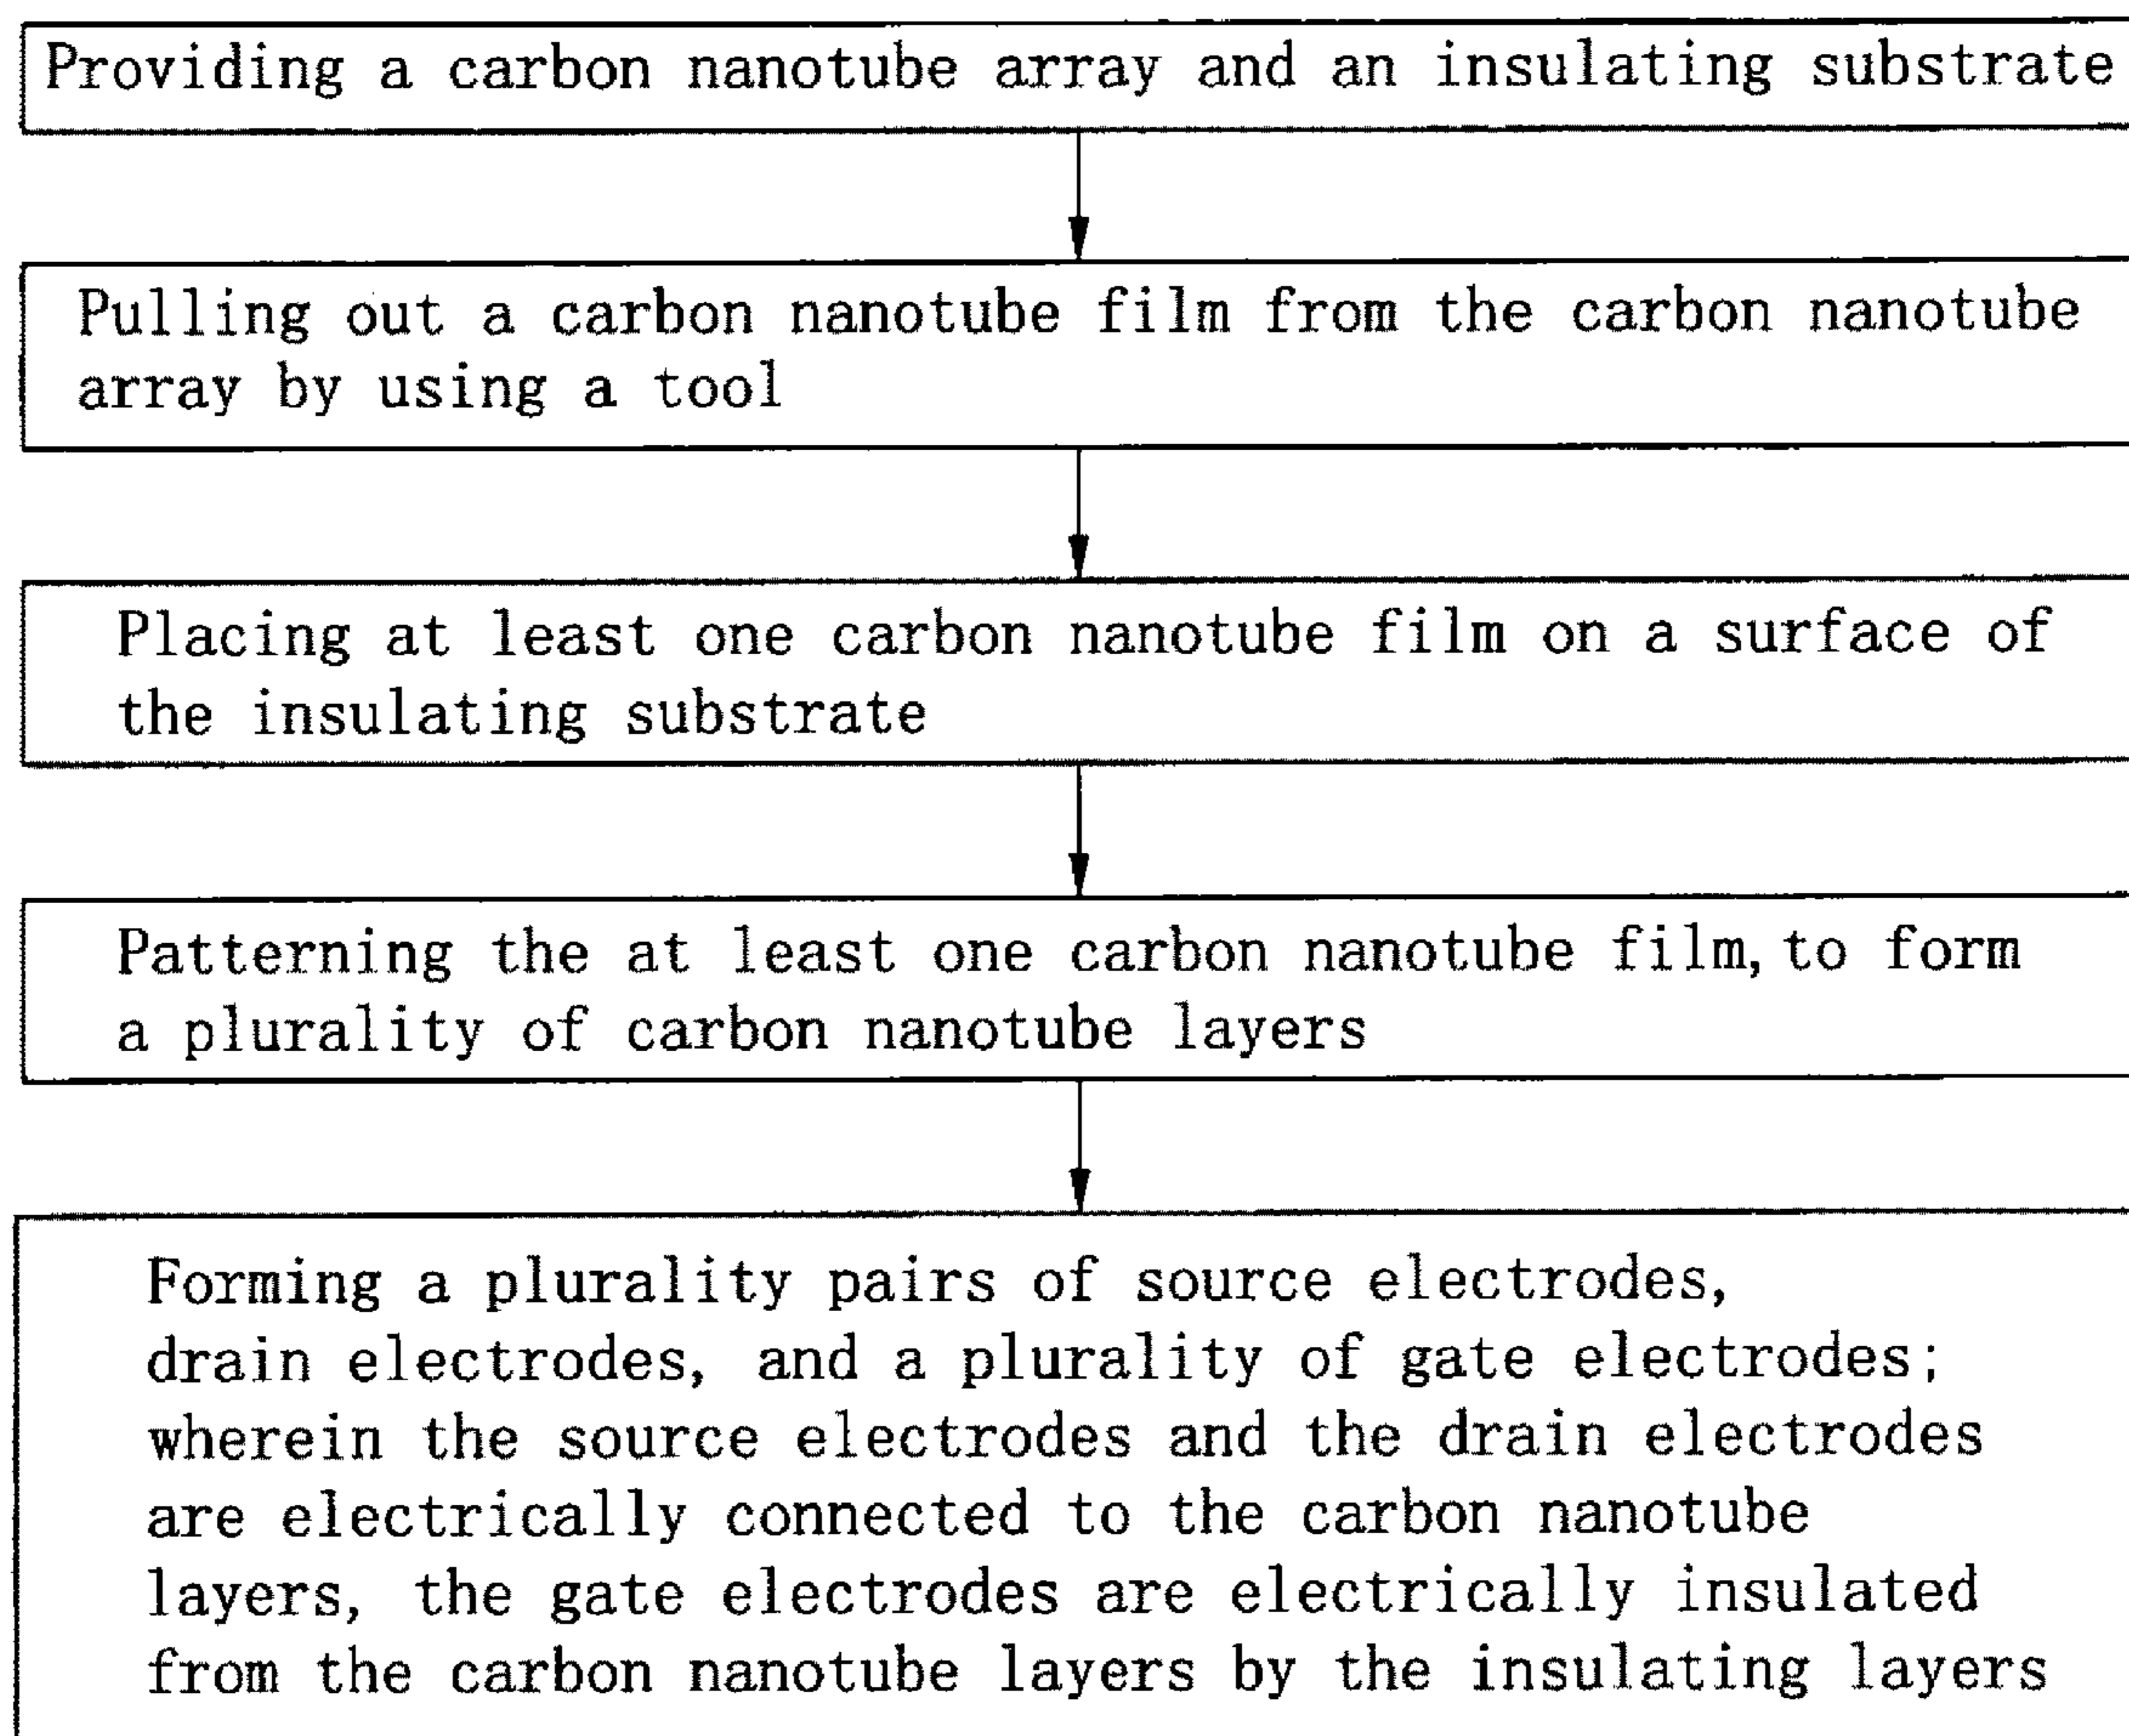 Providing a carbon nanotube array and an insulating substrate
Pulling out a carbon nanotube film from the carbon nanotube
array by using a tool
Placing at least one carbon nanotube film on a surface of
the insulating substrate
Patterning the at least one carbon nanotube film, to form
a plurality of carbon nanotube layers
Forming a plurality pairs of source electrodes,
drain electrodes, and a plurality of gate electrodes;
wherein the source electrodes and the drain electrodes
are electrically connected to the carbon nanotube
layers, the gate electrodes are electrically insulated
from the carbon nanotube layers by the insulating layers